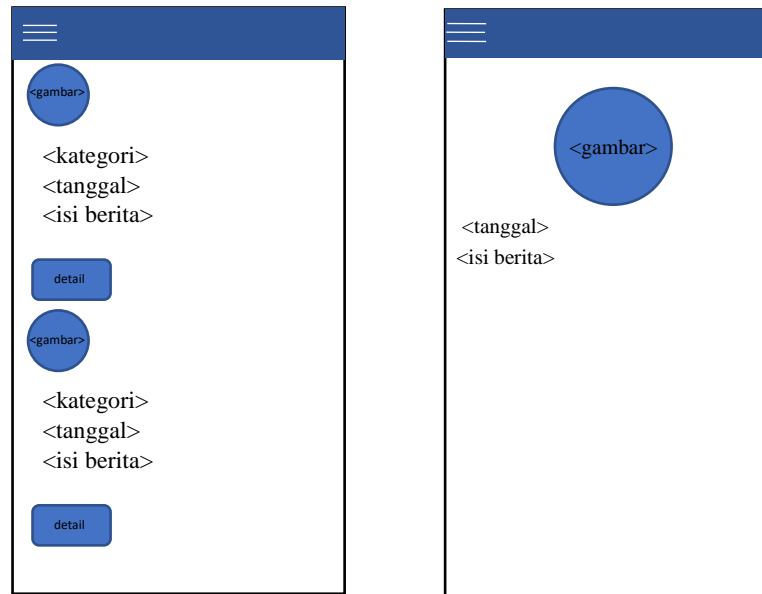 <gambar>
<kategori>
<tanggal>
<isi berita>
detail
<gambar>
<kategori>
<tanggal>
<isi berita>
detail
<gambar>
<tanggal>
<isi berita>